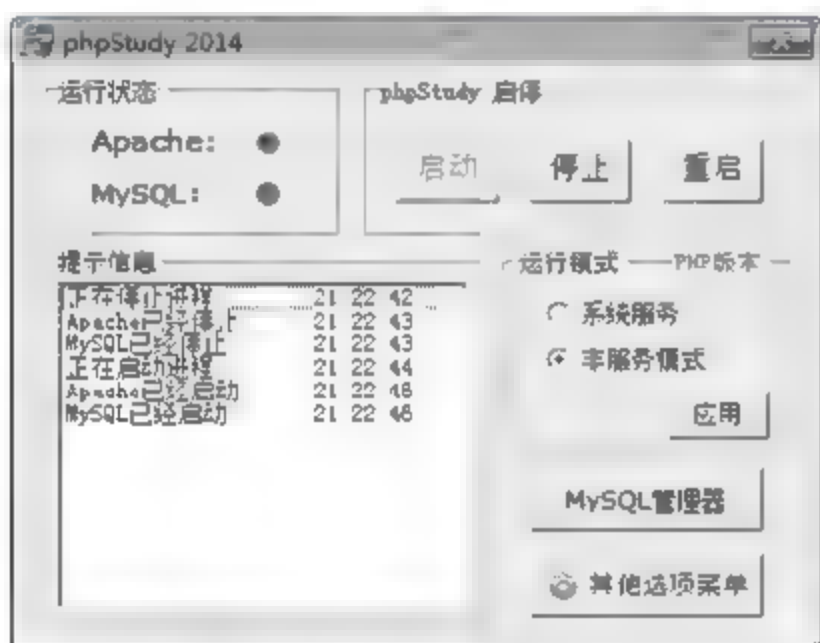 phpStudy 2014
运行状态
Apache:
MySQL:
phpStudy 启停
启动
停止
重启
提示信息
正在停止进程 21 22 42
Apache已经停止 21 22 43
MySQL已经停止 21 22 43
正在启动进程 21 22 44
Apache已经启动 21 22 46
MySQL已经启动 21 22 46
运行模式
PHP版本
系统服务
非服务模式
应用
MySQL管理器
其他选项菜单